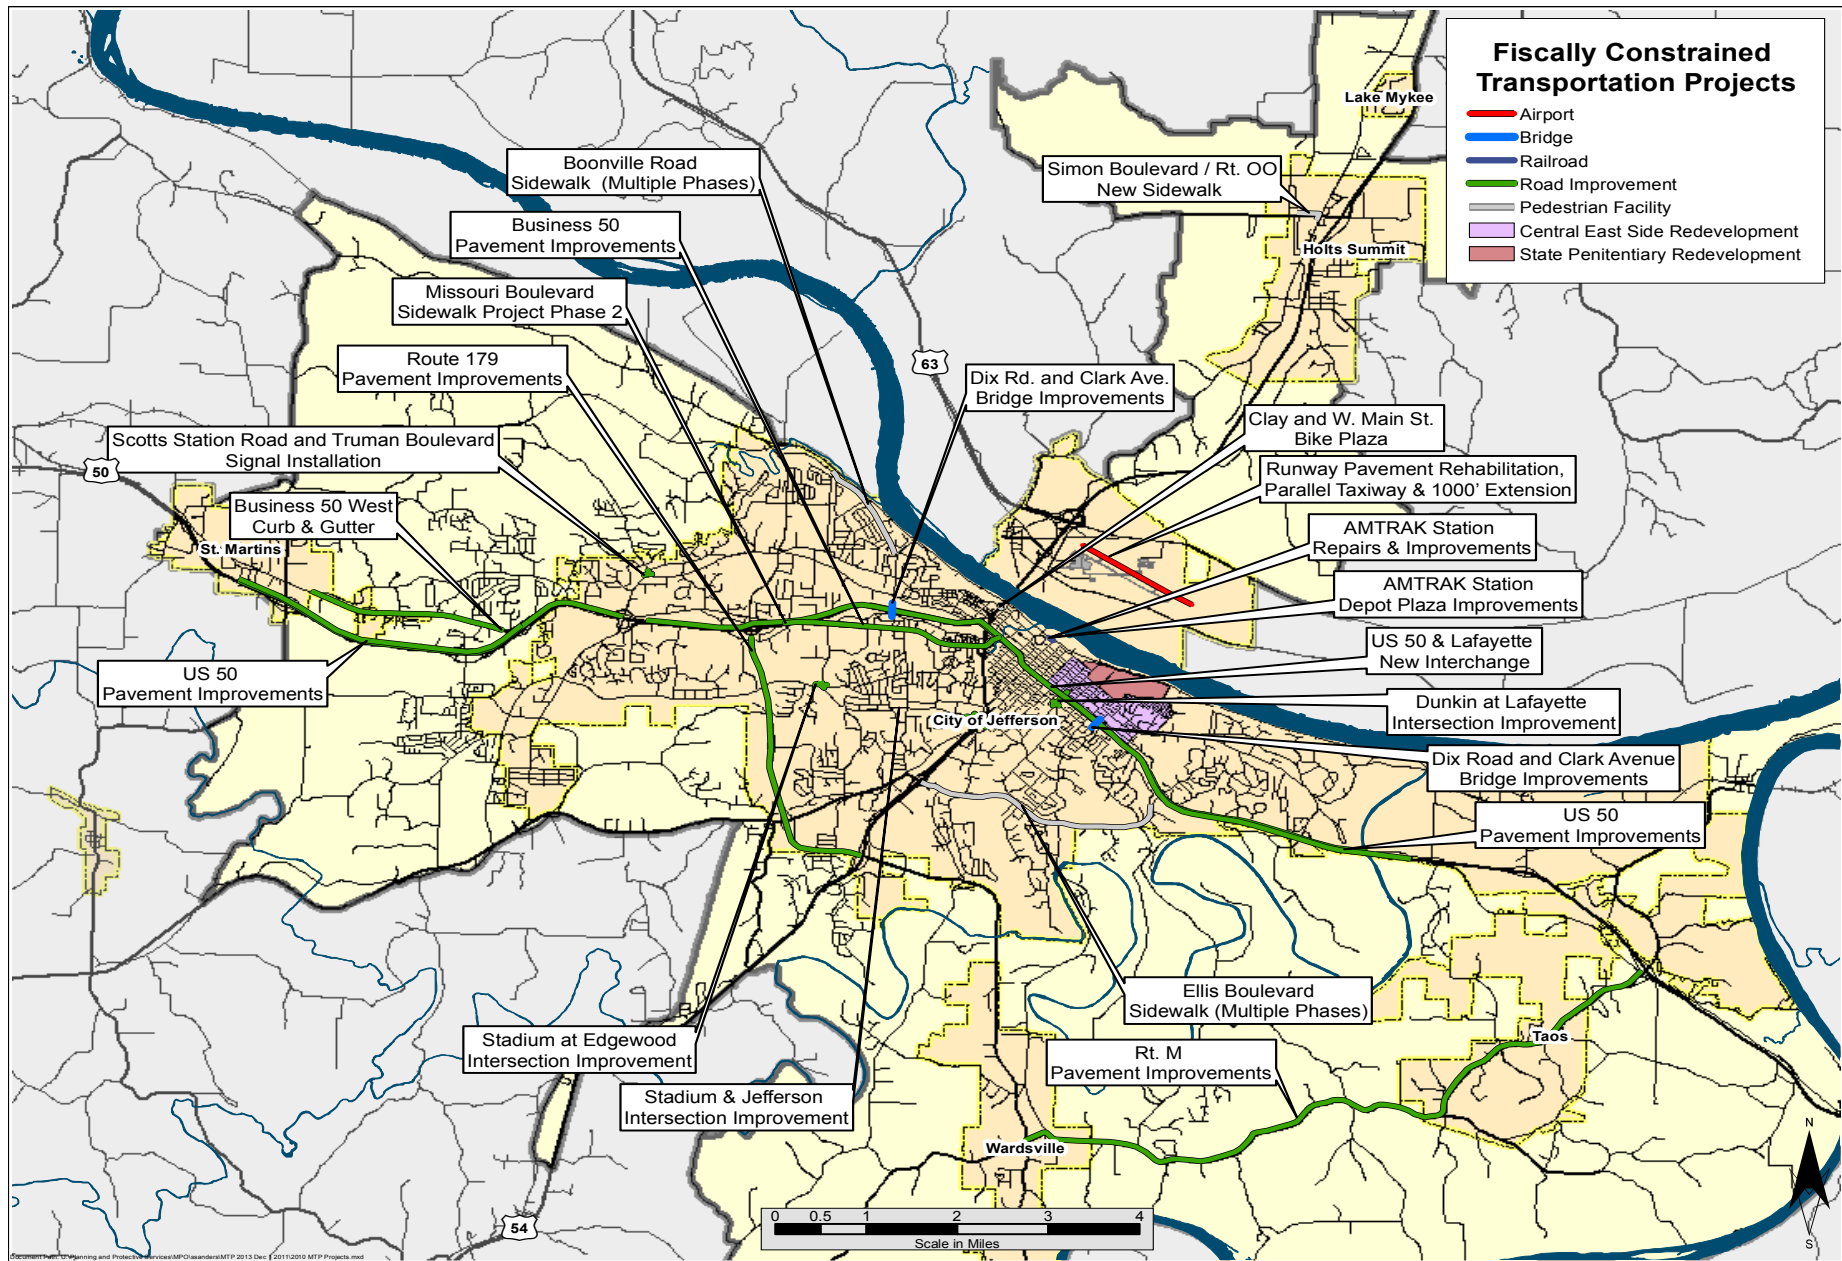 Fiscally Constrained
Transportation Projects
Airport
Bridge
Railroad
Road Improvement
Pedestrian Facility
Central East Side Redevelopment
State Penitentiary Redevelopment
Lake Mykee
Boonville Road
Sidewalk (Multiple Phases)
Simon Boulevard / Rt. OO
New Sidewalk
Business 50
Pavement Improvements
Holts Summit
Missouri Boulevard
Sidewalk Project Phase 2
Route 179
Pavement Improvements
63
Dix Rd. and Clark Ave.
Bridge Improvements
Clay and W. Main St.
Bike Plaza
Scotts Station Road and Truman Boulevard
Signal Installation
50
Runway Pavement Rehabilitation,
Parallel Taxiway & 1000' Extension
Business 50 West
Curb & Gutter
AMTRAK Station
Repairs & Improvements
St. Martins
AMTRAK Station
Depot Plaza Improvements
US 50 & Lafayette
New Interchange
US 50
Pavement Improvements
Dunkin at Lafayette
Intersection Improvement
City of Jefferson
Dix Road and Clark Avenue
Bridge Improvements
US 50
Pavement Improvements
Ellis Boulevard
Sidewalk (Multiple Phases)
Stadium at Edgewood
Intersection Improvement
Taos
Rt. M
Pavement Improvements
Stadium & Jefferson
Intersection Improvement
Wardsville
N
S
54
0 0.5 1 2 3 4
Scale in Miles